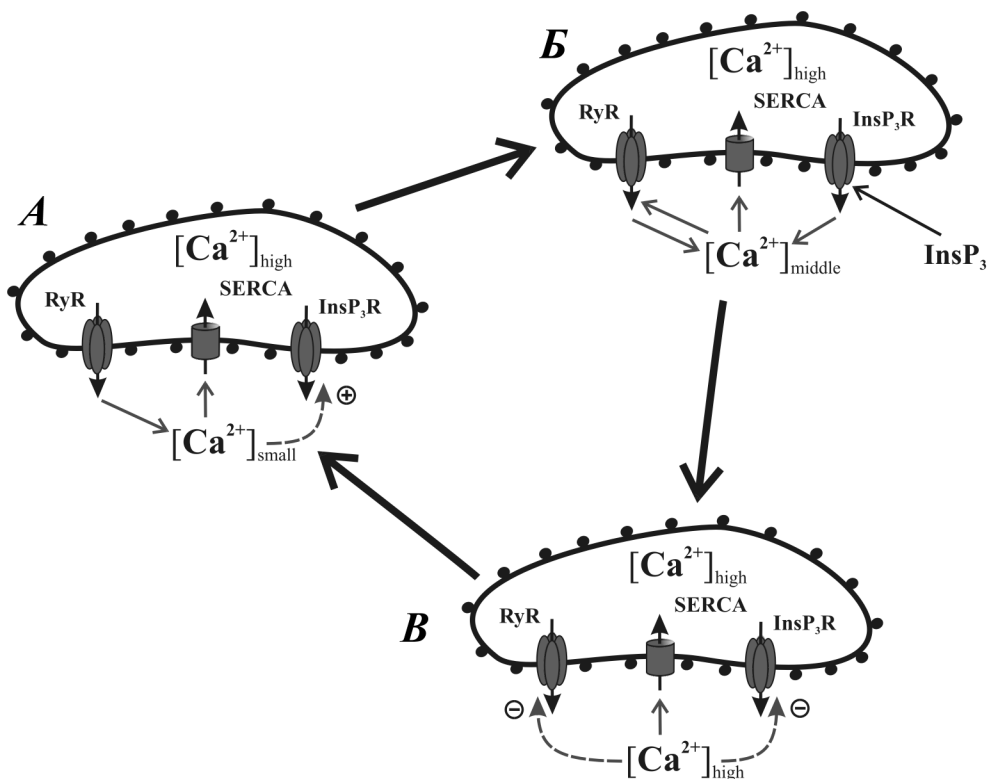 А
[Ca²⁺]high
SERCA
RyR
InsP₃R
⊕
[Ca²⁺]small
Б
[Ca²⁺]high
SERCA
RyR
InsP₃R
[Ca²⁺]middle
InsP₃
В
[Ca²⁺]high
SERCA
RyR
InsP₃R
⊖ ⊖
[Ca²⁺]high